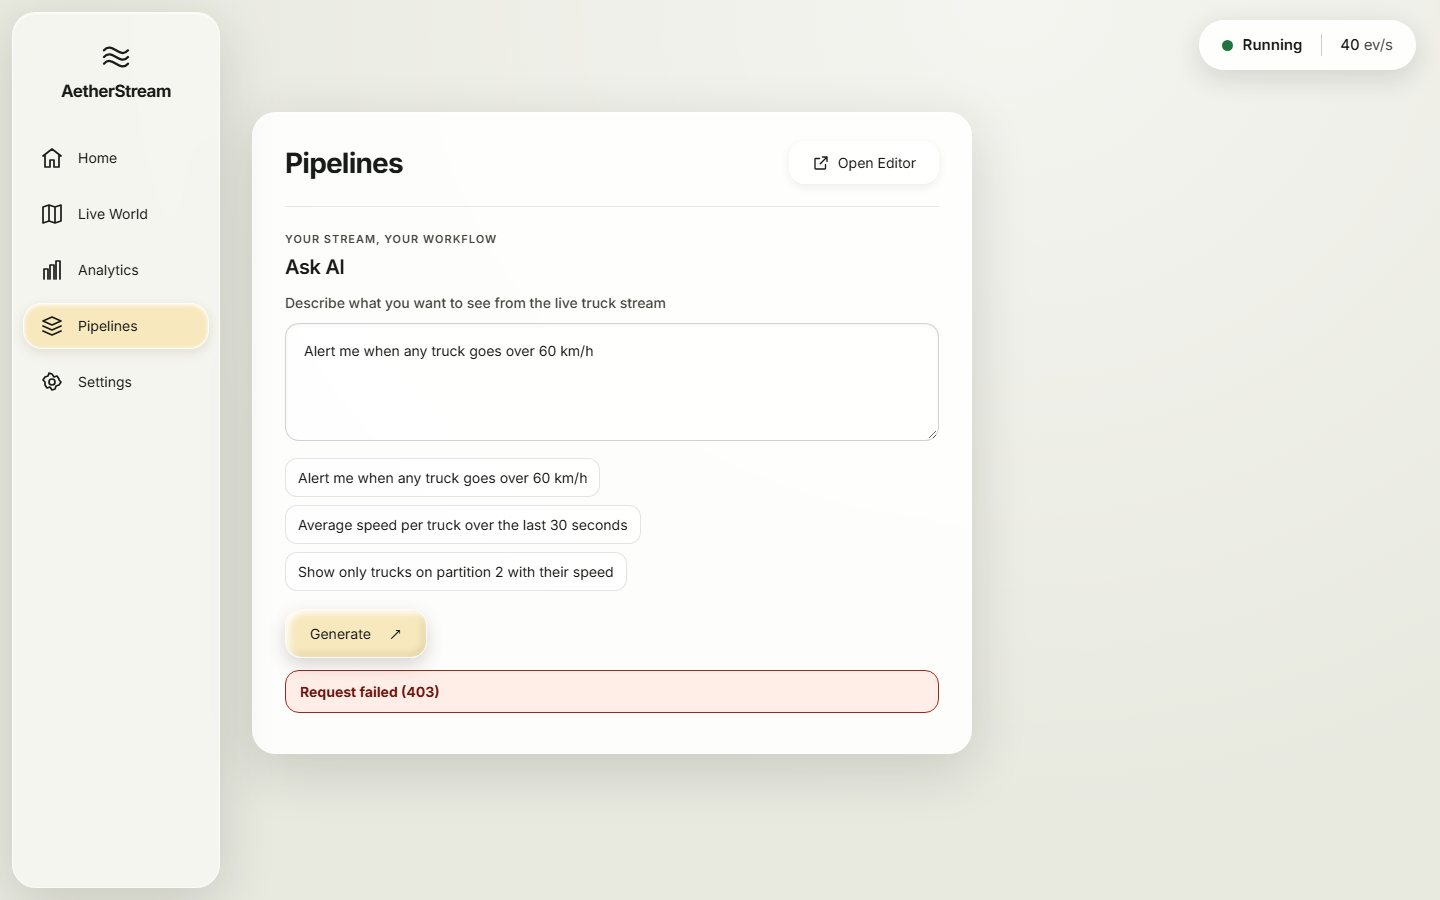 AetherStream
Home
Live World
Analytics
Pipelines
Settings
Running
40 ev/s
Pipelines
Open Editor
YOUR STREAM, YOUR WORKFLOW
Ask AI
Describe what you want to see from the live truck stream
Alert me when any truck goes over 60 km/h
Alert me when any truck goes over 60 km/h
Average speed per truck over the last 30 seconds
Show only trucks on partition 2 with their speed
Generate ↗
Request failed (403)